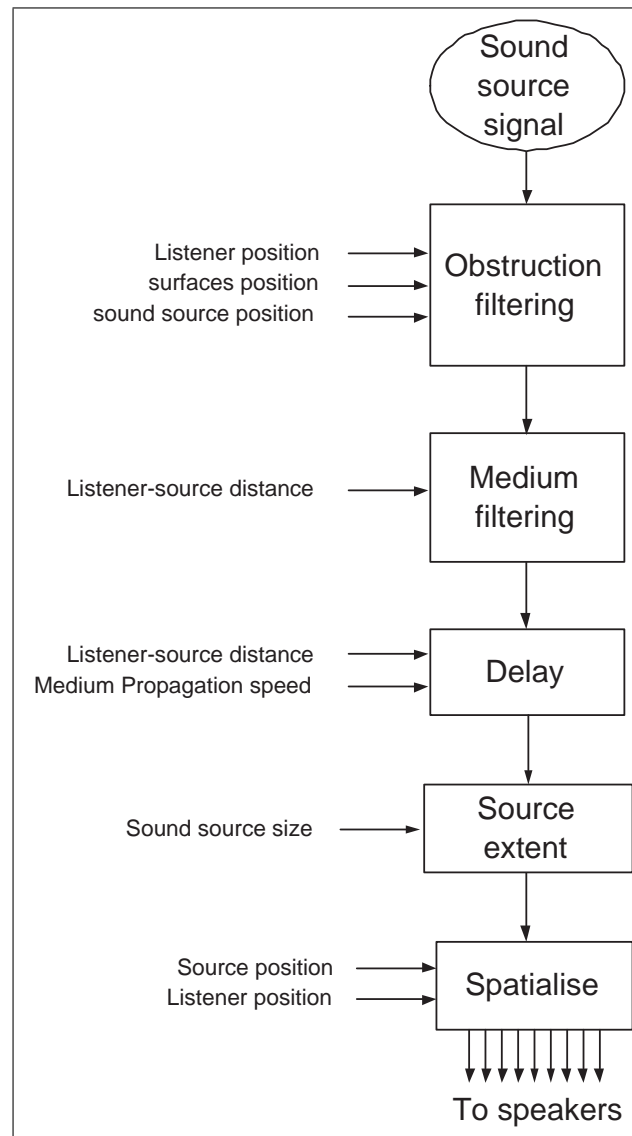 Sound
source
signal
Listener position
surfaces position
sound source position
Obstruction
filtering
Listener-source distance
Medium
filtering
Listener-source distance
Medium Propagation speed
Delay
Sound source size
Source
extent
Source position
Listener position
Spatialise
To speakers